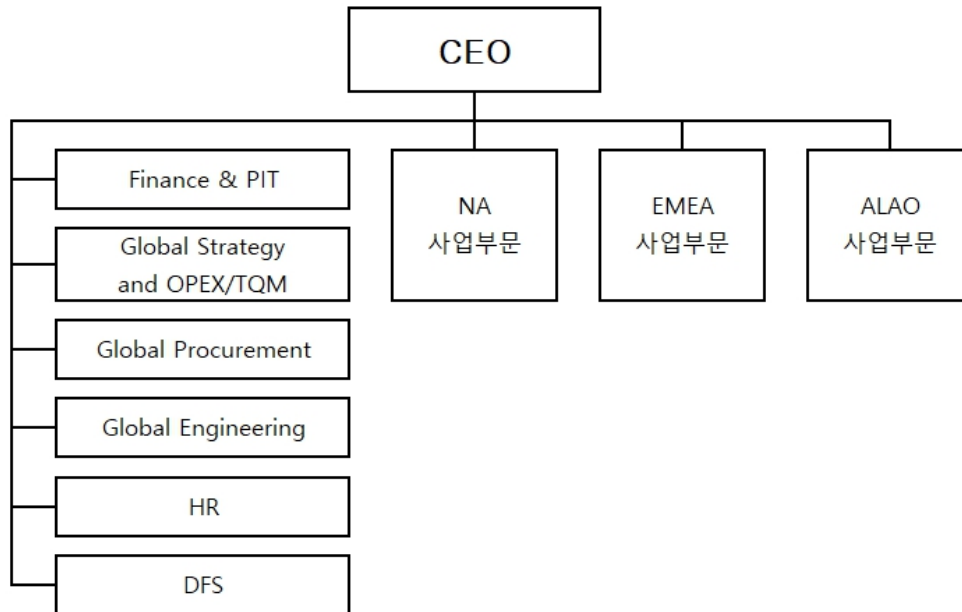 CEO
Finance & PIT
Global Strategy
and OPEX/TQM
Global Procurement
Global Engineering
HR
DFS
NA
사업부문
EMEA
사업부문
ALAO
사업부문